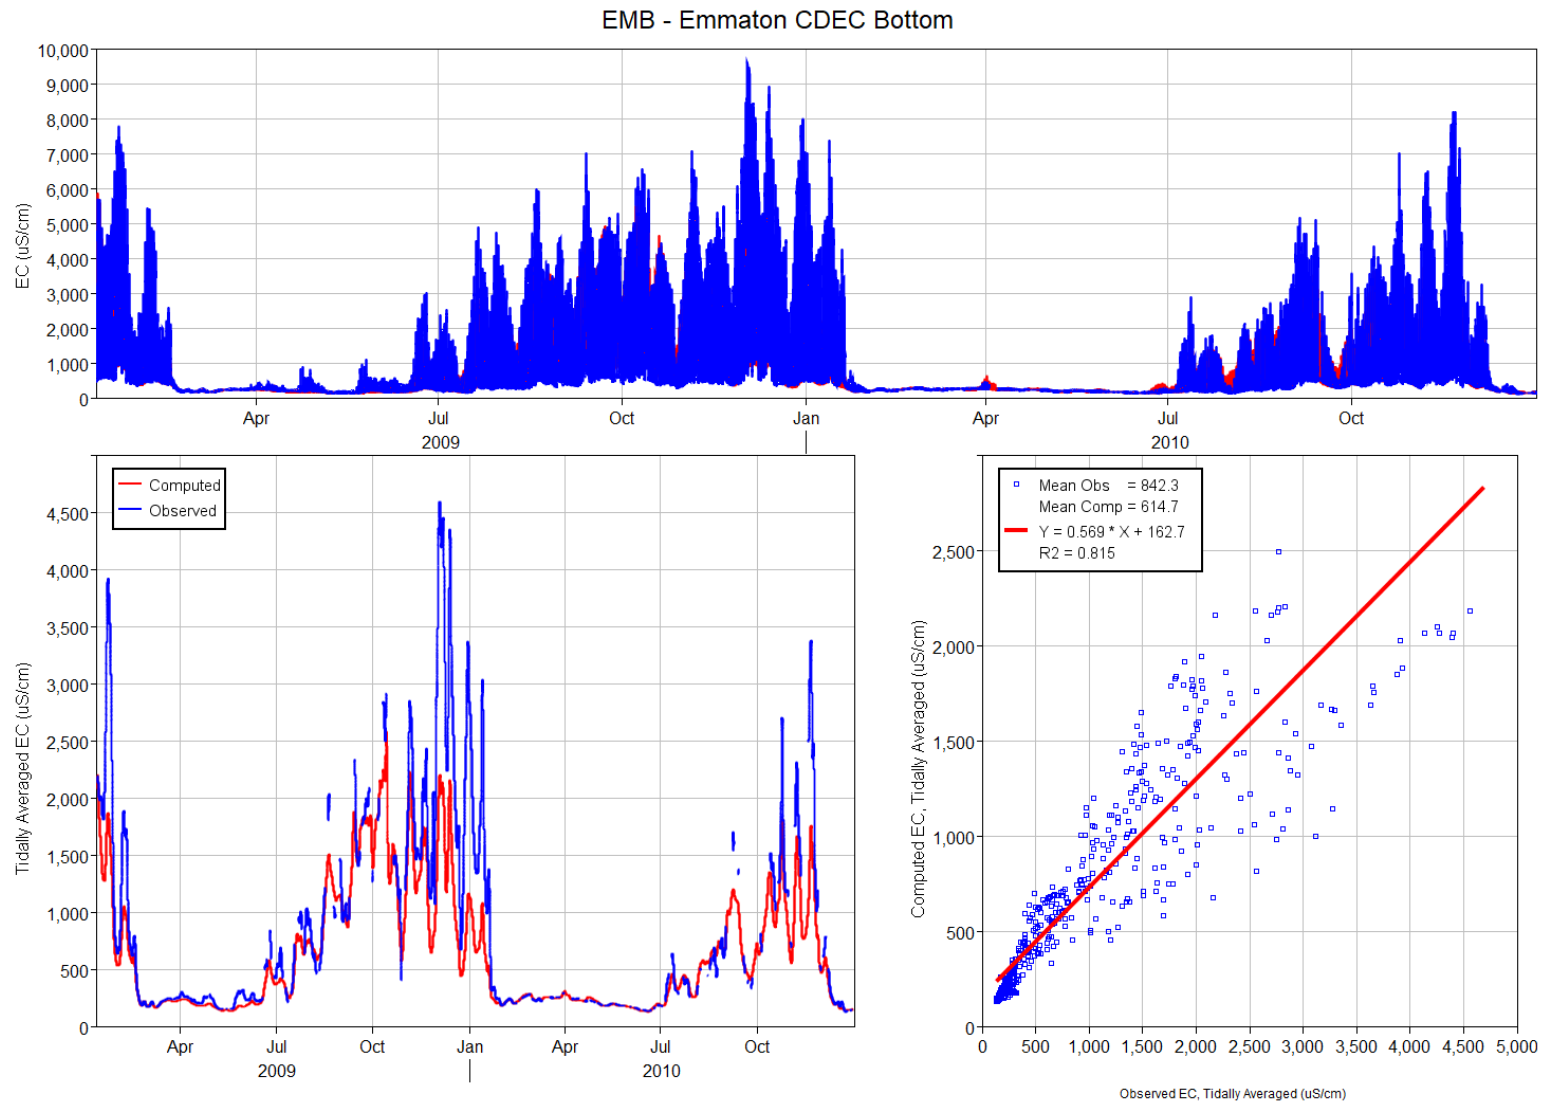 EMB - Emmaton CDEC Bottom
10,000
9,000
8,000
7,000
6,000
5,000
4,000
3,000
2,000
1,000
0
EC (uS/cm)
Apr Jul Oct Jan Apr Jul Oct
2009 2010
Computed
Observed
4,500
4,000
3,500
3,000
2,500
2,000
1,500
1,000
500
0
Tidally Averaged EC (uS/cm)
Apr Jul Oct Jan Apr Jul Oct
2009 2010
Mean Obs = 842.3
Mean Comp = 614.7
Y = 0.569 * X + 162.7
R2 = 0.815
2,500
2,000
1,500
1,000
500
0
Computed EC, Tidally Averaged (uS/cm)
0 500 1,000 1,500 2,000 2,500 3,000 3,500 4,000 4,500 5,000
Observed EC, Tidally Averaged (uS/cm)